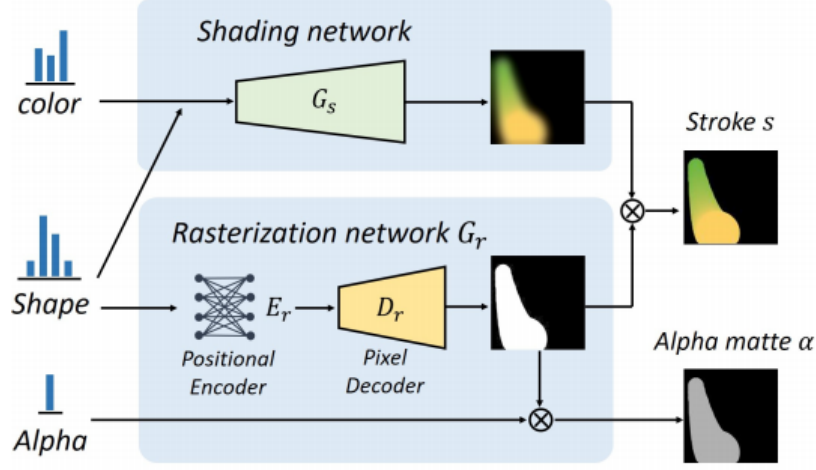 Shading network
color
G_s
Stroke s
Rasterization network G_r
Shape
E_r
D_r
Positional
Encoder
Pixel
Decoder
Alpha matte α
Alpha